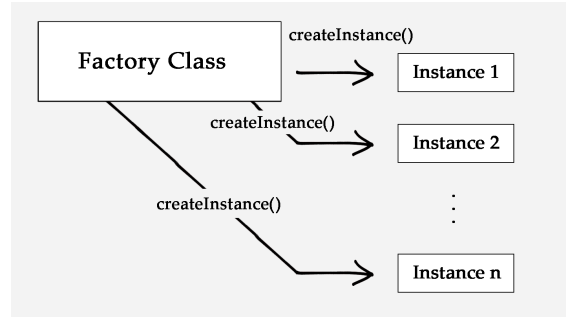 createInstance()
Factory Class
Instance 1
createInstance()
Instance 2
createInstance()
Instance n